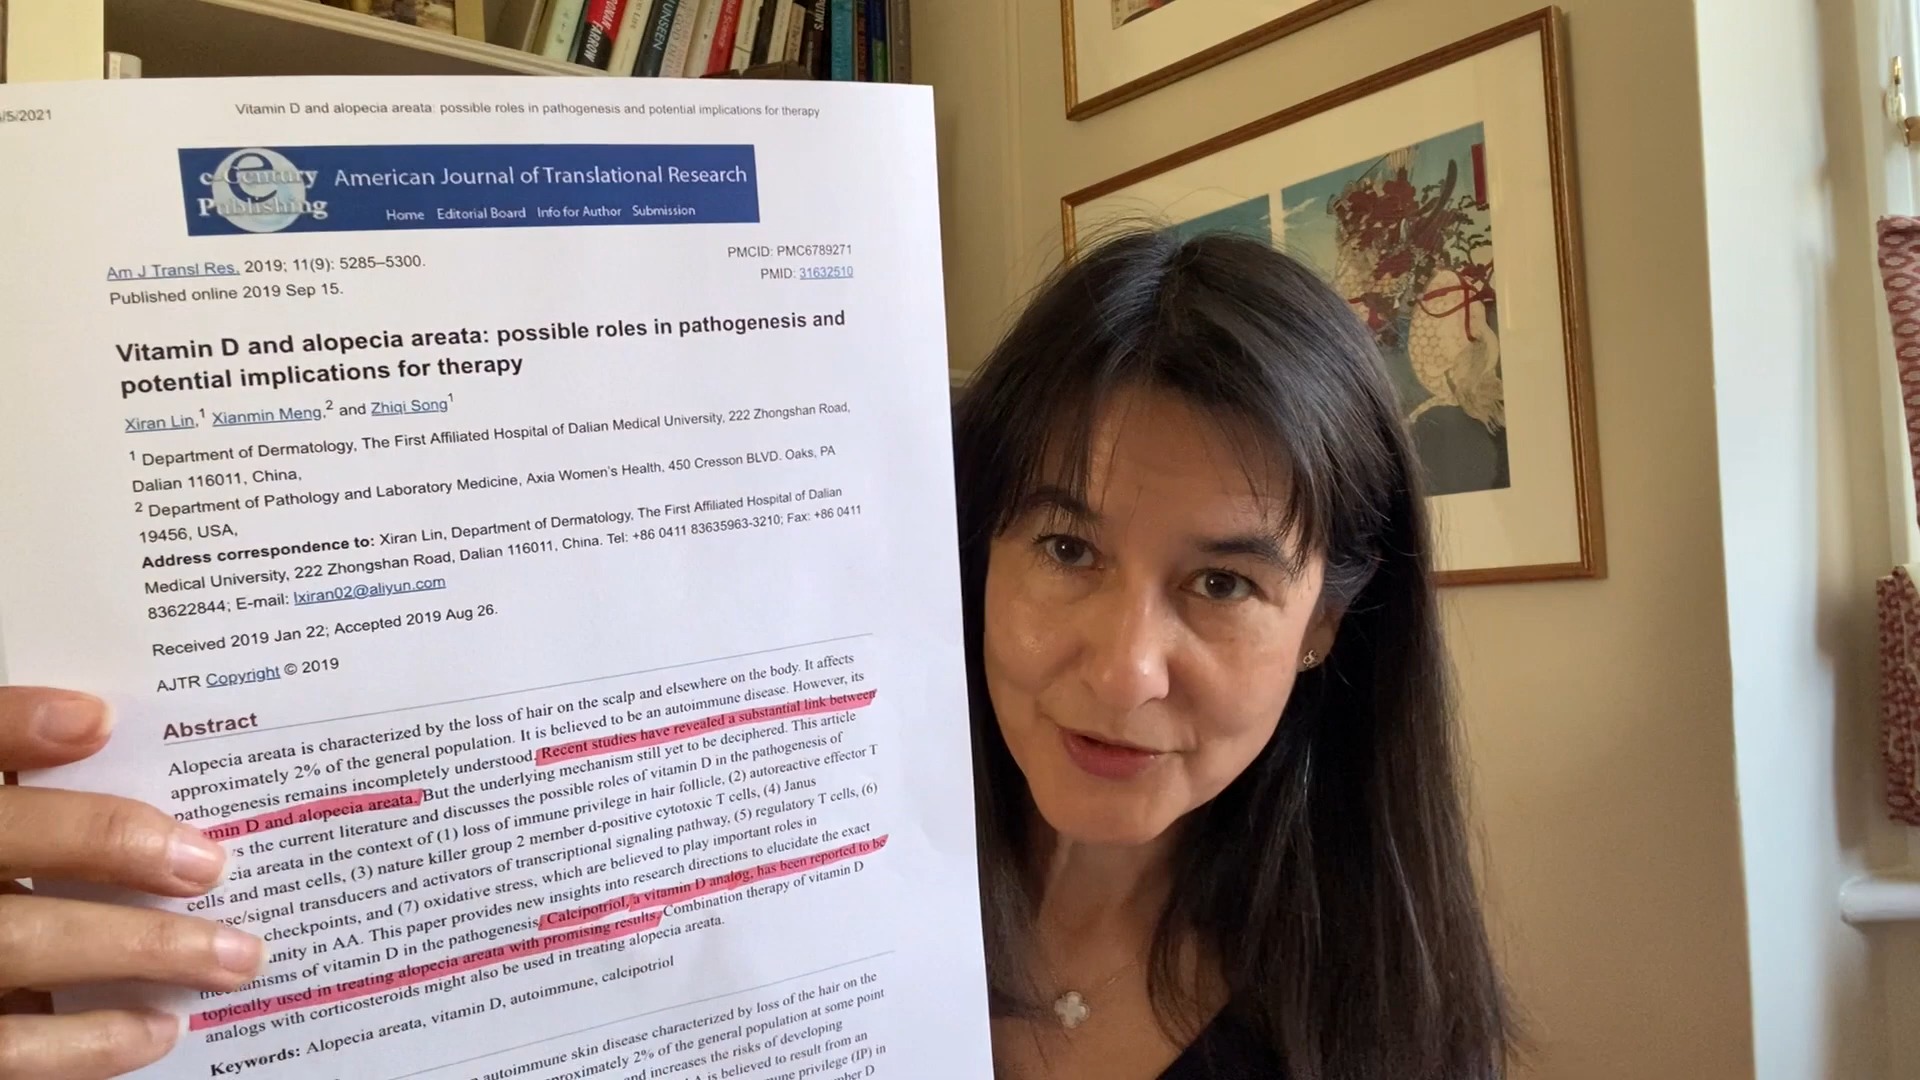 /5/2021
Vitamin D and alopecia areata: possible roles in pathogenesis and potential implications for therapy
e-Century Publishing
American Journal of Translational Research
Home Editorial Board Info for Author Submission
Am J Transl Res. 2019; 11(9): 5285–5300.
Published online 2019 Sep 15.
PMCID: PMC6789271
PMID: 31632510
Vitamin D and alopecia areata: possible roles in pathogenesis and
potential implications for therapy
Xiran Lin,1 Xianmin Meng,2 and Zhiqi Song1
1 Department of Dermatology, The First Affiliated Hospital of Dalian Medical University, 222 Zhongshan Road,
Dalian 116011, China,
2 Department of Pathology and Laboratory Medicine, Axia Women's Health, 450 Cresson BLVD. Oaks, PA
19456, USA,
Address correspondence to: Xiran Lin, Department of Dermatology, The First Affiliated Hospital of Dalian
Medical University, 222 Zhongshan Road, Dalian 116011, China. Tel: +86 0411 83635963-3210; Fax: +86 0411
83622844; E-mail: lxiran02@aliyun.com
Received 2019 Jan 22; Accepted 2019 Aug 26.
AJTR Copyright © 2019
Abstract
Alopecia areata is characterized by the loss of hair on the scalp and elsewhere on the body. It affects
approximately 2% of the general population. It is believed to be an autoimmune disease. However, its
pathogenesis remains incompletely understood. Recent studies have revealed a substantial link between
min D and alopecia areata. But the underlying mechanism still yet to be deciphered. This article
s the current literature and discusses the possible roles of vitamin D in the pathogenesis of
cia areata in the context of (1) loss of immune privilege in hair follicle, (2) autoreactive effector T
cells and mast cells, (3) nature killer group 2 member d-positive cytotoxic T cells, (4) Janus
se/signal transducers and activators of transcriptional signaling pathway, (5) regulatory T cells, (6)
checkpoints, and (7) oxidative stress, which are believed to play important roles in
unity in AA. This paper provides new insights into research directions to elucidate the exact
mechanisms of vitamin D in the pathogenesis. Calcipotriol, a vitamin D analog, has been reported to be
topically used in treating alopecia areata with promising results. Combination therapy of vitamin D
analogs with corticosteroids might also be used in treating alopecia areata.
Keywords: Alopecia areata, vitamin D, autoimmune, calcipotriol
autoimmune skin disease characterized by loss of the hair on the
roximately 2% of the general population at some point
nd increases the risks of developing
is believed to result from an
une privilege (IP) in
ber D
RONAN FARROW
UNSEEN